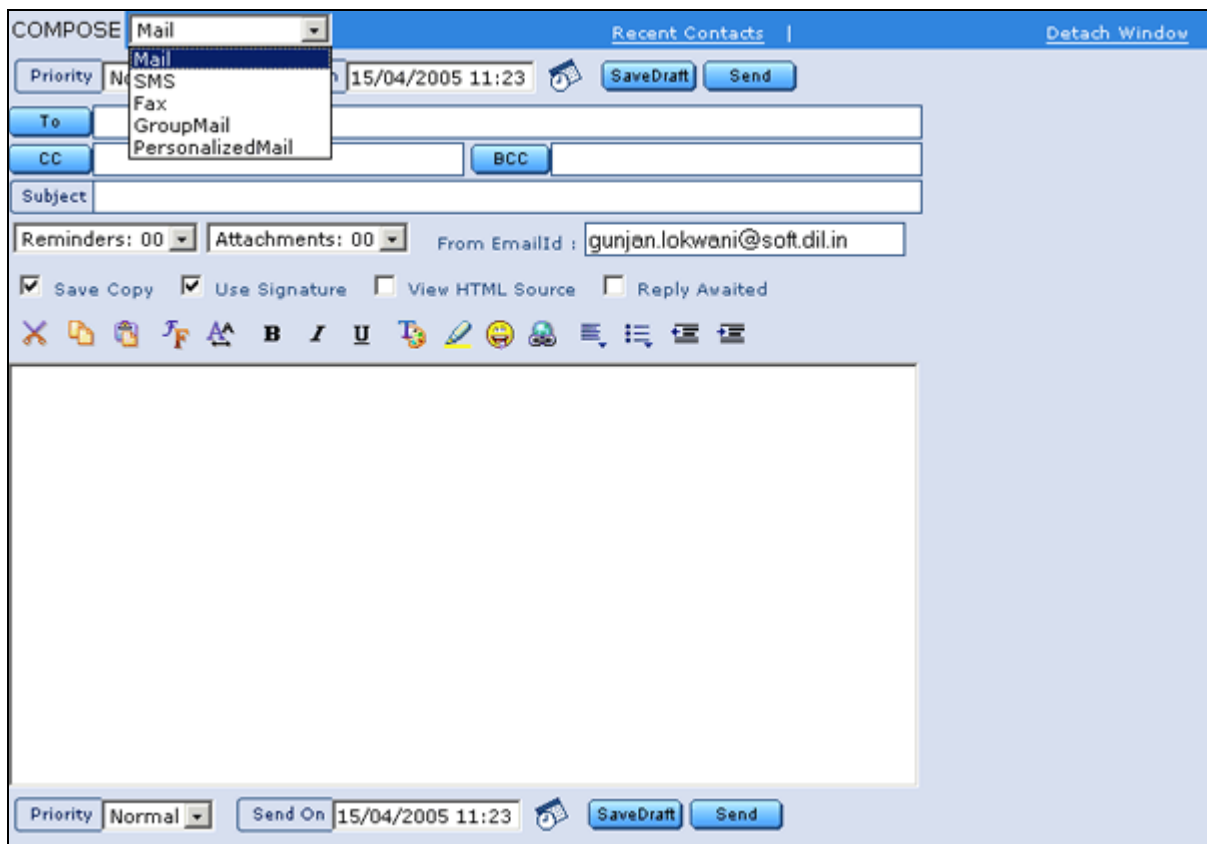 COMPOSE Mail Recent Contacts | Detach Window
Mail
SMS
Fax
GroupMail
PersonalizedMail
Priority 15/04/2005 11:23 SaveDraft Send
To
CC BCC
Subject
Reminders: 00 Attachments: 00 From EmailId : gunjan.lokwani@soft.dil.in
Save Copy Use Signature View HTML Source Reply Awaited
B I U
Priority Normal Send On 15/04/2005 11:23 SaveDraft Send